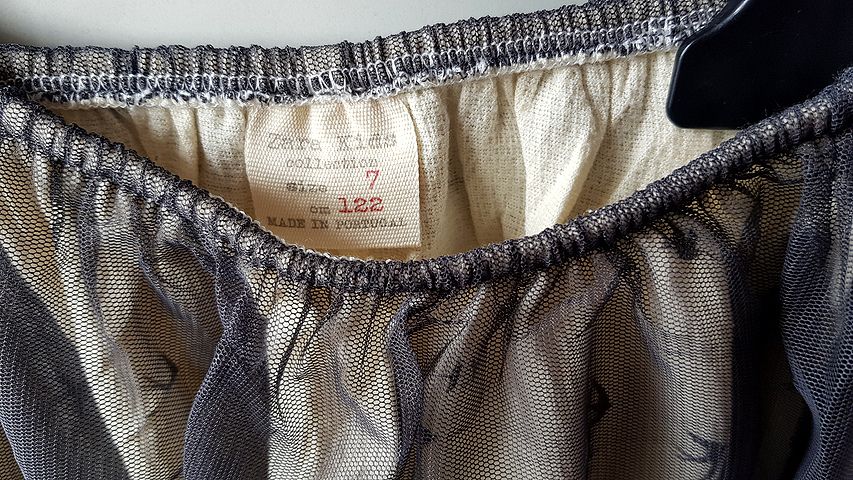 Zara Kids
collection
size 7
cm 122
MADE IN PORTUGAL